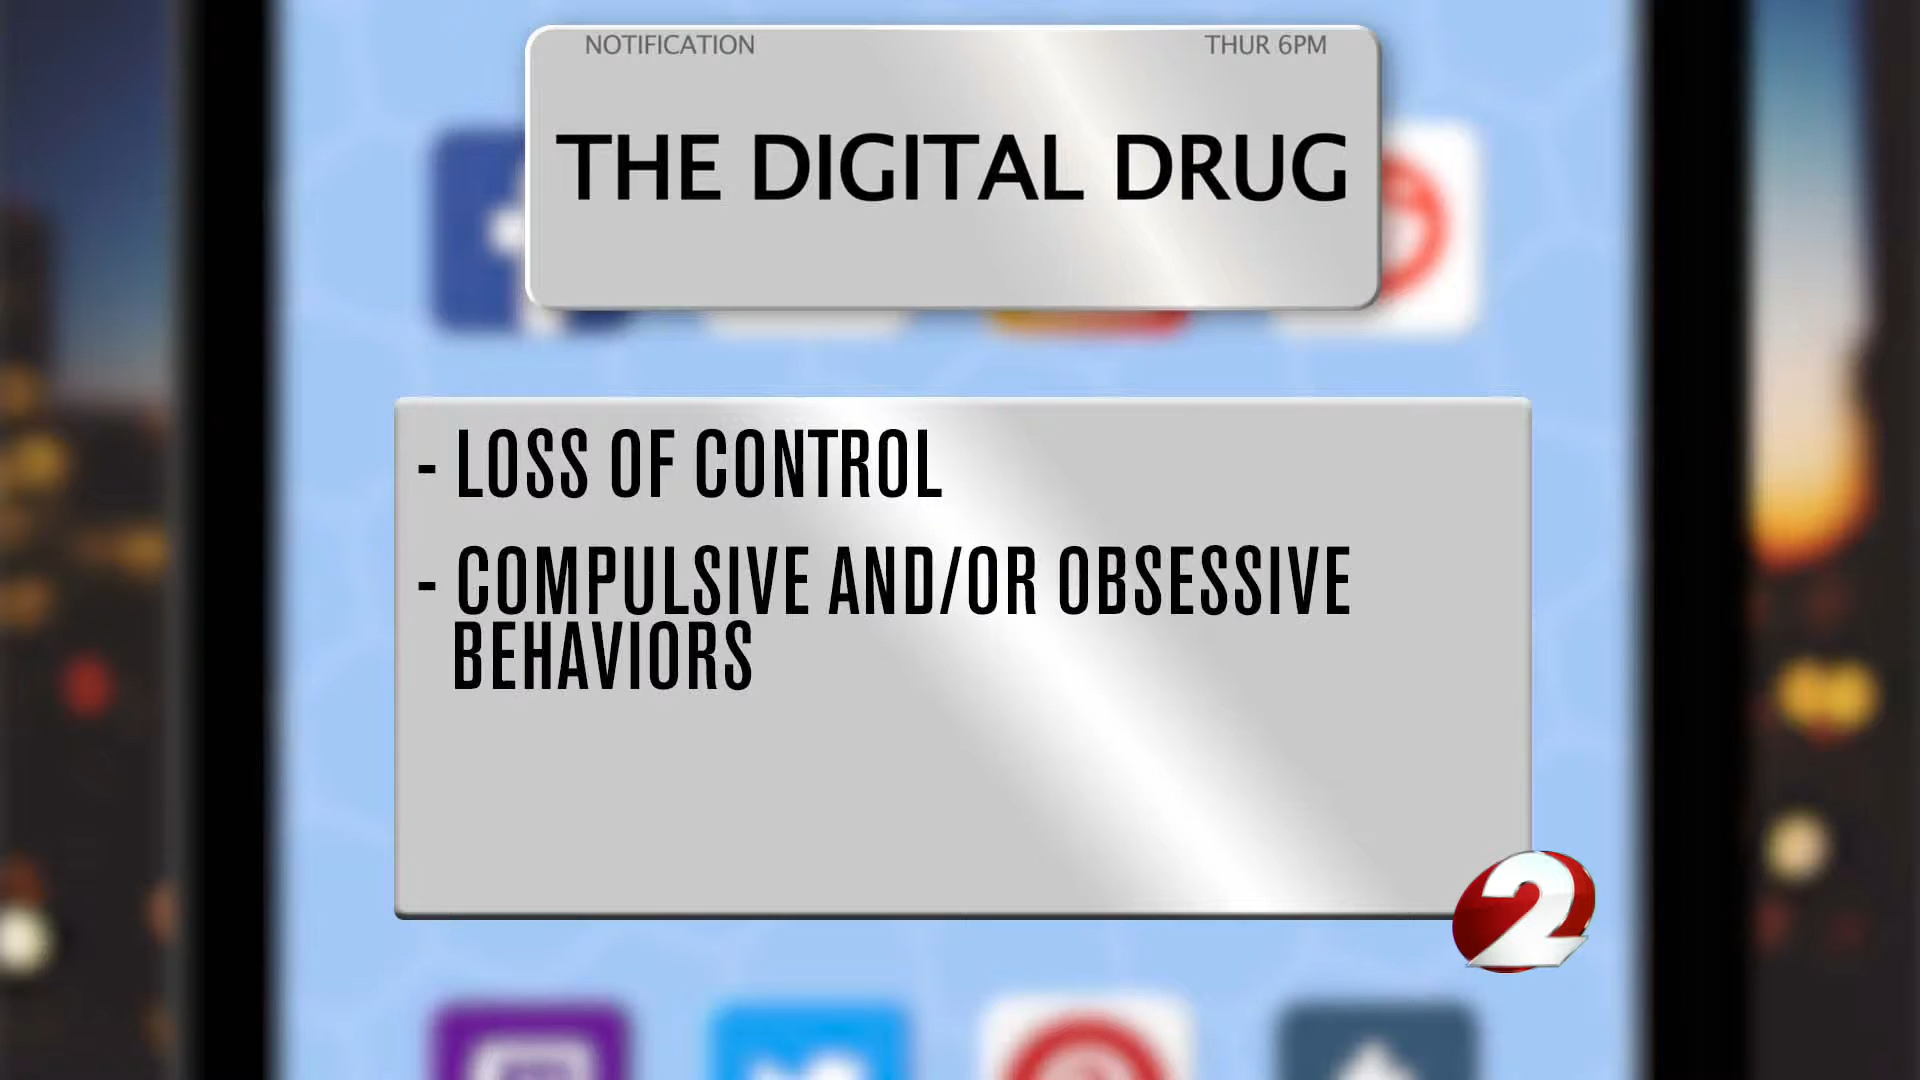 NOTIFICATION THUR 6PM
THE DIGITAL DRUG
- LOSS OF CONTROL
- COMPULSIVE AND/OR OBSESSIVE
BEHAVIORS
2